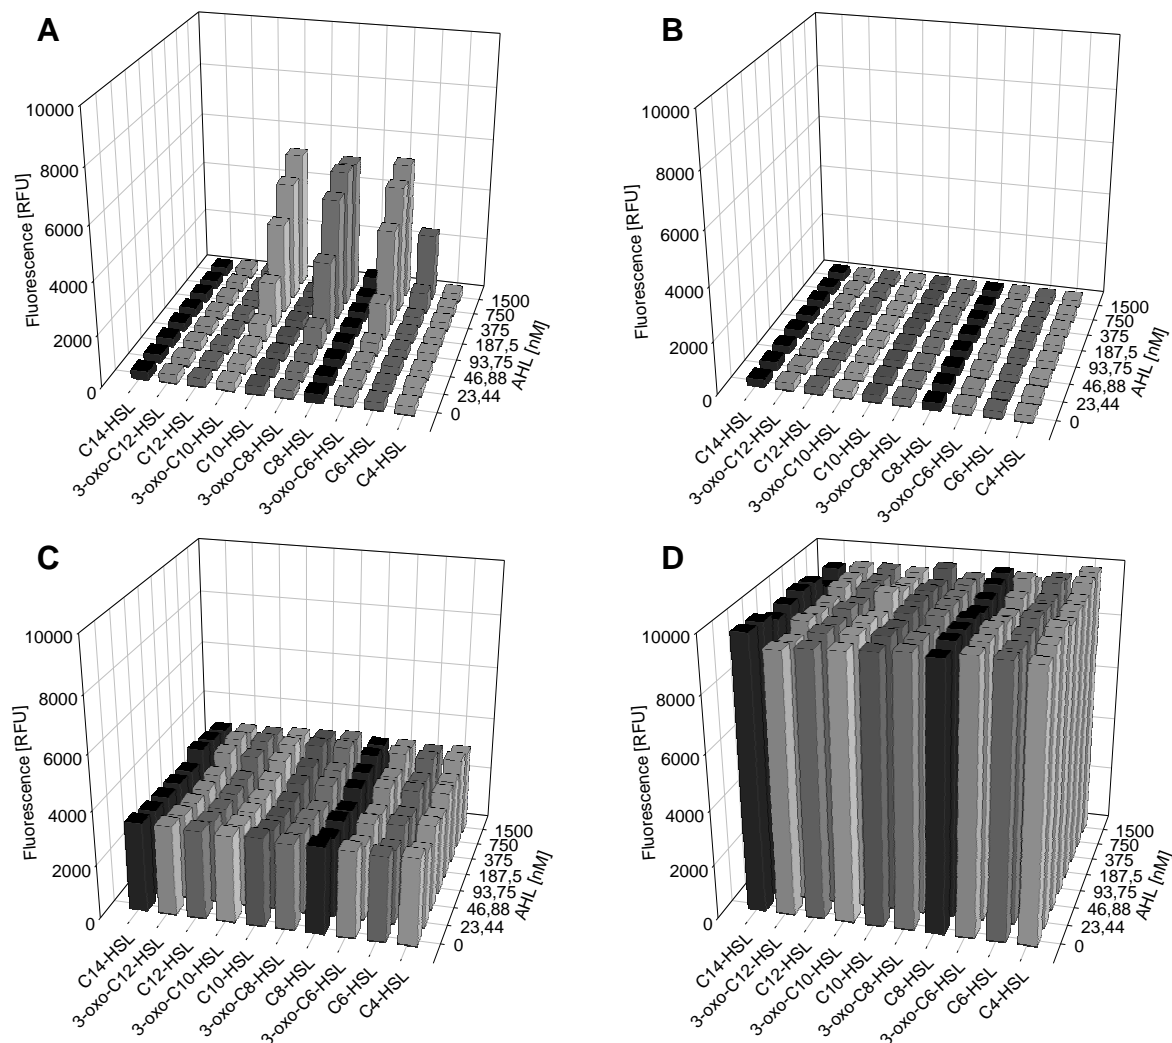 A
10000
8000
6000
4000
2000
0
Fluorescence [RFU]
C14-HSL
3-oxo-C12-HSL
C12-HSL
3-oxo-C10-HSL
C10-HSL
3-oxo-C8-HSL
C8-HSL
3-oxo-C6-HSL
C6-HSL
C4-HSL
1500
750
375
187,5
93,75
46,88
23,44
0
AHL [nM]
B
10000
8000
6000
4000
2000
0
Fluorescence [RFU]
C14-HSL
3-oxo-C12-HSL
C12-HSL
3-oxo-C10-HSL
C10-HSL
3-oxo-C8-HSL
C8-HSL
3-oxo-C6-HSL
C6-HSL
C4-HSL
1500
750
375
187,5
93,75
46,88
23,44
0
AHL [nM]
C
10000
8000
6000
4000
2000
0
Fluorescence [RFU]
C14-HSL
3-oxo-C12-HSL
C12-HSL
3-oxo-C10-HSL
C10-HSL
3-oxo-C8-HSL
C8-HSL
3-oxo-C6-HSL
C6-HSL
C4-HSL
1500
750
375
187,5
93,75
46,88
23,44
0
AHL [nM]
D
10000
8000
6000
4000
2000
0
Fluorescence [RFU]
C14-HSL
3-oxo-C12-HSL
C12-HSL
3-oxo-C10-HSL
C10-HSL
3-oxo-C8-HSL
C8-HSL
3-oxo-C6-HSL
C6-HSL
C4-HSL
1500
750
375
187,5
93,75
46,88
23,44
0
AHL [nM]